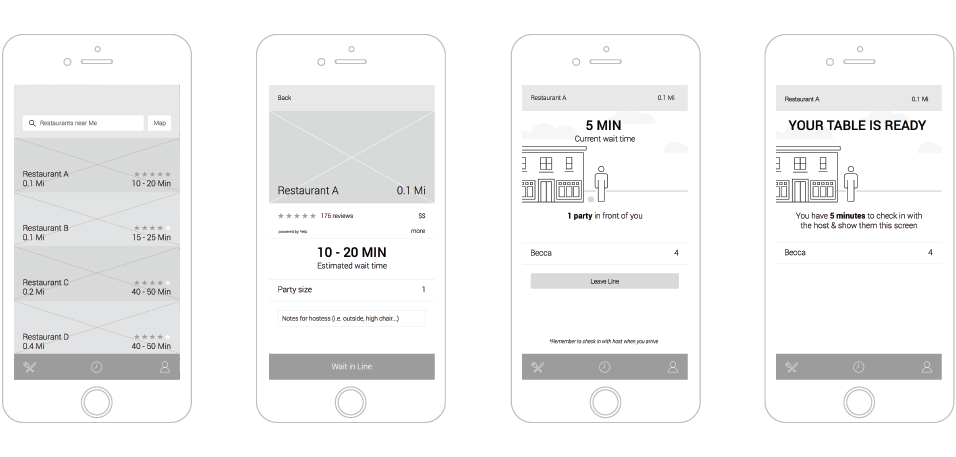 Restaurants near Me
Map
Restaurant A
0.1 Mi
10 - 20 Min
Restaurant B
0.1 Mi
15 - 25 Min
Restaurant C
0.2 Mi
40 - 50 Min
Restaurant D
0.4 Mi
40 - 50 Min
Back
Restaurant A 0.1 Mi
176 reviews $$
powered by Yelp more
10 - 20 MIN
Estimated wait time
Party size 1
Notes for hostess (i.e. outside, high chair...)
Wait in Line
Restaurant A 0.1 Mi
5 MIN
Current wait time
1 party in front of you
Becca 4
Leave Line
*Remember to check in with host when you arrive
Restaurant A 0.1 Mi
YOUR TABLE IS READY
You have 5 minutes to check in with
the host & show them this screen
Becca 4